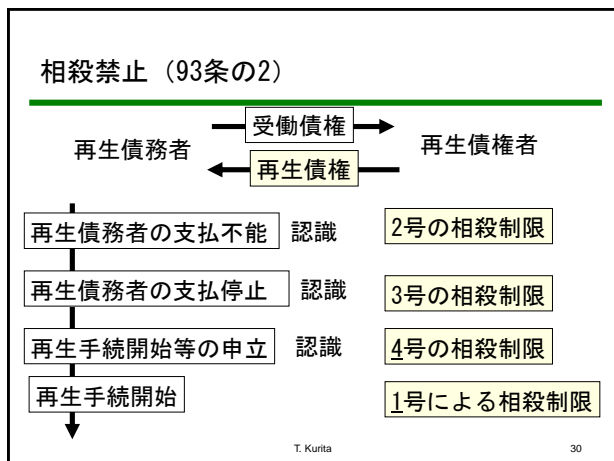 相殺禁止（93条の2）
受働債権
再生債務者
再生債権者
再生債権
再生債務者の支払不能 認識 2号の相殺制限
再生債務者の支払停止 認識 3号の相殺制限
再生手続開始等の申立 認識 4号の相殺制限
再生手続開始 1号による相殺制限
T. Kurita 30